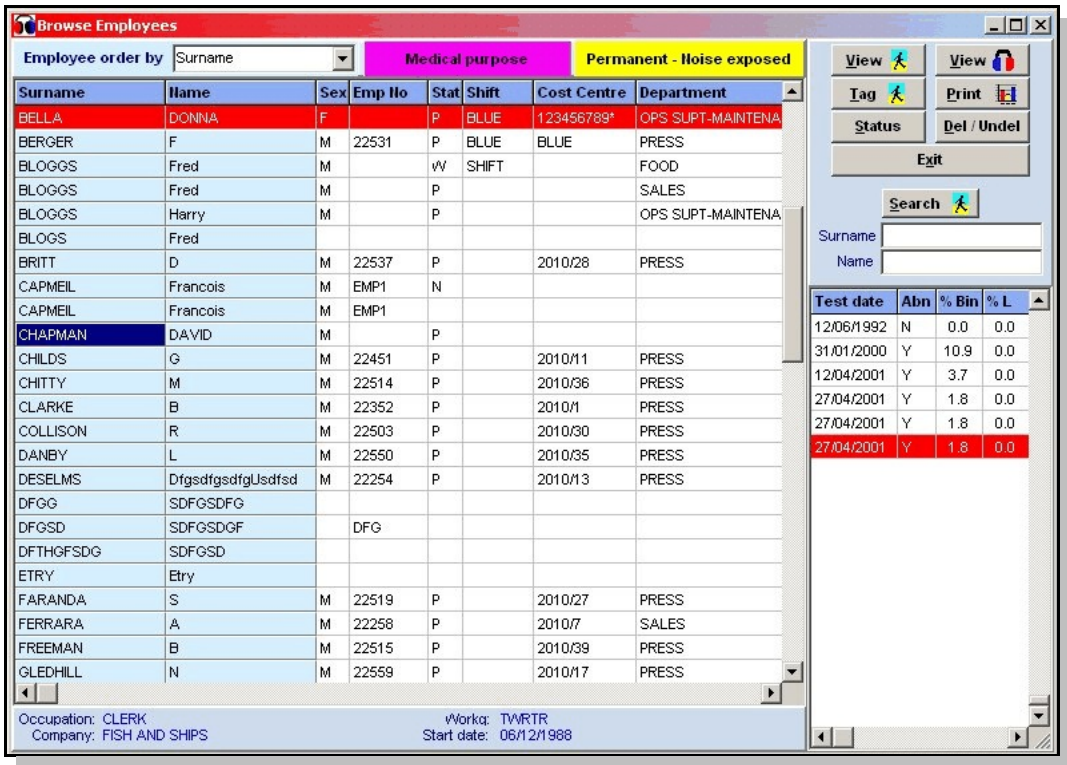 Browse Employees
Employee order by Surname Medical purpose Permanent - Noise exposed
Surname Name Sex Emp No Stat Shift Cost Centre Department
BELLA DONNA F P BLUE 123456789* OPS SUPT-MAINTENA
BERGER F M 22531 P BLUE BLUE PRESS
BLOGGS Fred M W SHIFT FOOD
BLOGGS Fred M P SALES
BLOGGS Harry M P OPS SUPT-MAINTENA
BLOGS Fred
BRITT D M 22537 P 2010/28 PRESS
CAPMEIL Francois M EMP1 N
CAPMEIL Francois M EMP1
CHAPMAN DAVID M P
CHILDS G M 22451 P 2010/11 PRESS
CHITTY M M 22514 P 2010/36 PRESS
CLARKE B M 22352 P 2010/1 PRESS
COLLISON R M 22503 P 2010/30 PRESS
DANBY L M 22550 P 2010/35 PRESS
DESELMS DfgsdfgsdfgUsdfsd M 22254 P 2010/13 PRESS
DFGG SDFGSDFG
DFGSD SDFGSDGF DFG
DFTHGFSDG SDFGSD
ETRY Etry
FARANDA S M 22519 P 2010/27 PRESS
FERRARA A M 22258 P 2010/7 SALES
FREEMAN B M 22515 P 2010/39 PRESS
GLEDHILL N M 22559 P 2010/17 PRESS
Occupation: CLERK Workg: TWRTR
Company: FISH AND SHIPS Start date: 06/12/1988
View View
Tag Print
Status Del / Undel
Exit
Search
Surname
Name
Test date Abn % Bin % L
12/06/1992 N 0.0 0.0
31/01/2000 Y 10.9 0.0
12/04/2001 Y 3.7 0.0
27/04/2001 Y 1.8 0.0
27/04/2001 Y 1.8 0.0
27/04/2001 Y 1.8 0.0